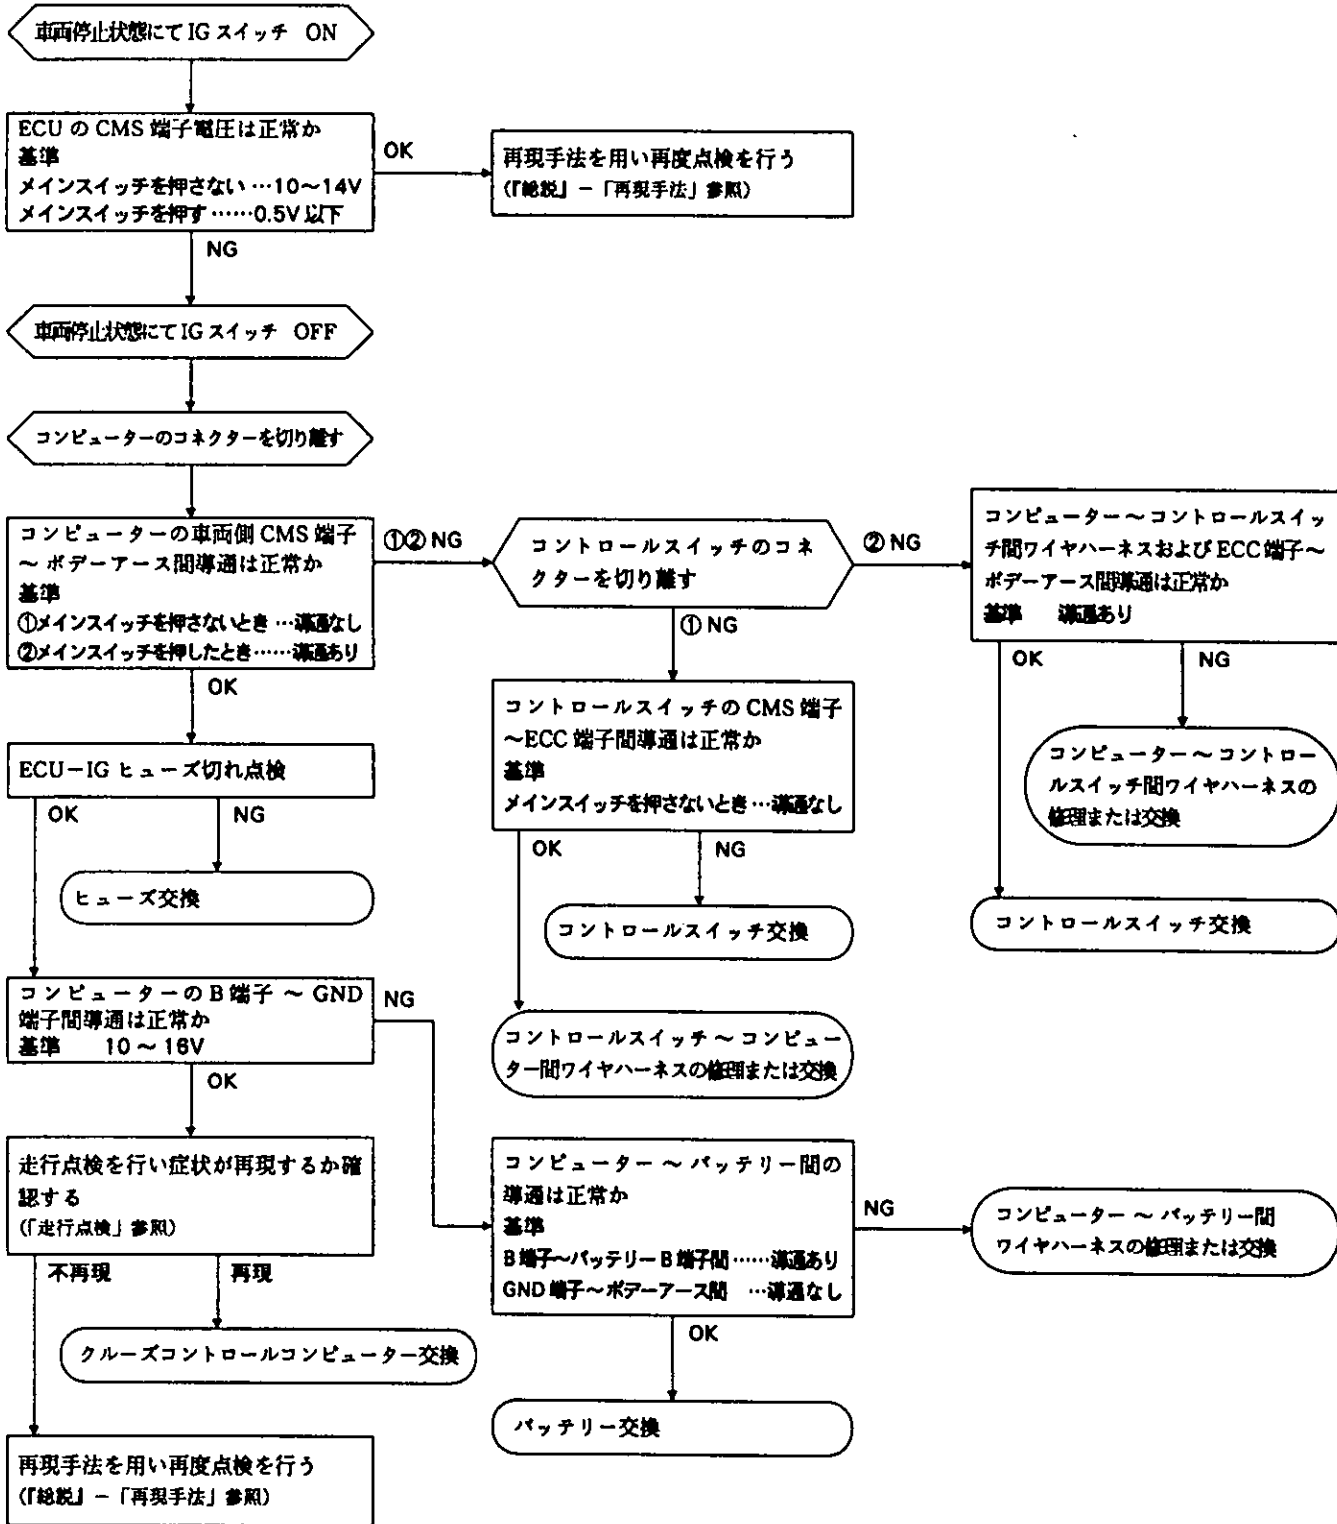 車両停止状態にて IG スイッチ ON
ECU の CMS 端子電圧は正常か
基準
メインスイッチを押さない …10～14V
メインスイッチを押す ……0.5V 以下
OK
再現手法を用い再度点検を行う
(『総説』－「再現手法」参照)
NG
車両停止状態にて IG スイッチ OFF
コンピューターのコネクターを切り離す
コンピューターの車両側 CMS 端子
～ ボデーアース間導通は正常か
基準
①メインスイッチを押さないとき …導通なし
②メインスイッチを押したとき……導通あり
①② NG
コントロールスイッチのコネ
クターを切り離す
② NG
コンピューター ～ コントロールスイッ
チ間ワイヤハーネスおよび ECC 端子～
ボデーアース間導通は正常か
基準 導通あり
OK
NG
コンピューター ～ コントロー
ルスイッチ間ワイヤハーネスの
修理または交換
コントロールスイッチ交換
① NG
コントロールスイッチの CMS 端子
～ECC 端子間導通は正常か
基準
メインスイッチを押さないとき …導通なし
OK
NG
コントロールスイッチ交換
コントロールスイッチ ～ コンピュー
ター間ワイヤハーネスの修理または交換
OK
ECU－IG ヒューズ切れ点検
OK
NG
ヒューズ交換
コンピューターの B 端子 ～ GND
端子間導通は正常か
基準 10 ～ 16V
NG
OK
走行点検を行い症状が再現するか確
認する
(「走行点検」参照)
不再現
再現
クルーズコントロールコンピューター交換
再現手法を用い再度点検を行う
(『総説』－「再現手法」参照)
コンピューター ～ バッテリー間の
導通は正常か
基準
B 端子～バッテリー B 端子間 ……導通あり
GND 端子～ボデーアース間 …導通なし
NG
コンピューター ～ バッテリー間
ワイヤハーネスの修理または交換
OK
バッテリー交換